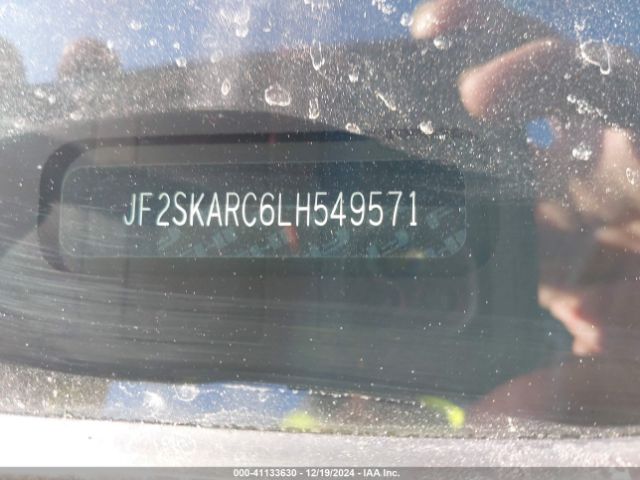 JF2SKARC6LH549571
000-41133630 - 12/19/2024 - IAA Inc.